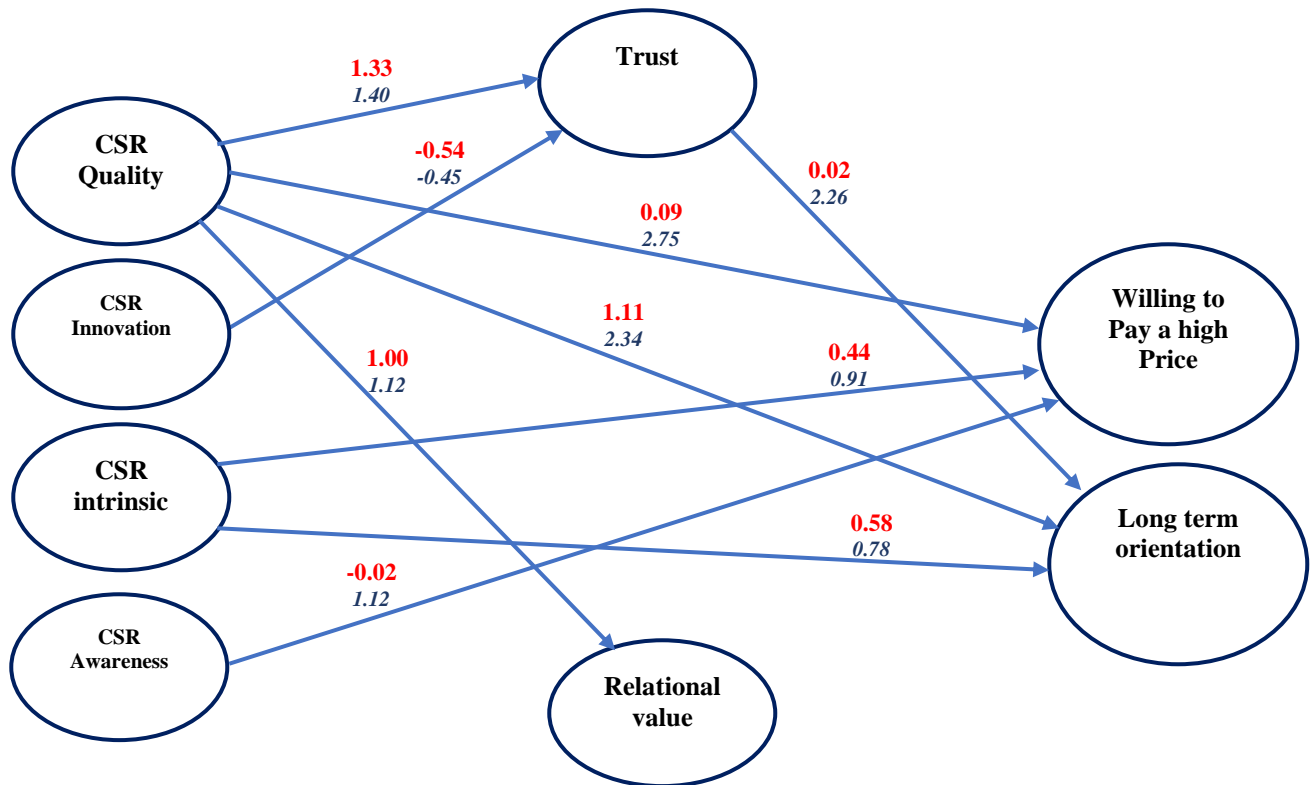 Trust
1.33
1.40
CSR
Quality
-0.54
-0.45
0.02
2.26
0.09
2.75
CSR
Innovation
Willing to
Pay a high
Price
1.11
2.34
1.00
1.12
0.44
0.91
CSR
intrinsic
Long term
orientation
0.58
0.78
-0.02
1.12
CSR
Awareness
Relational
value